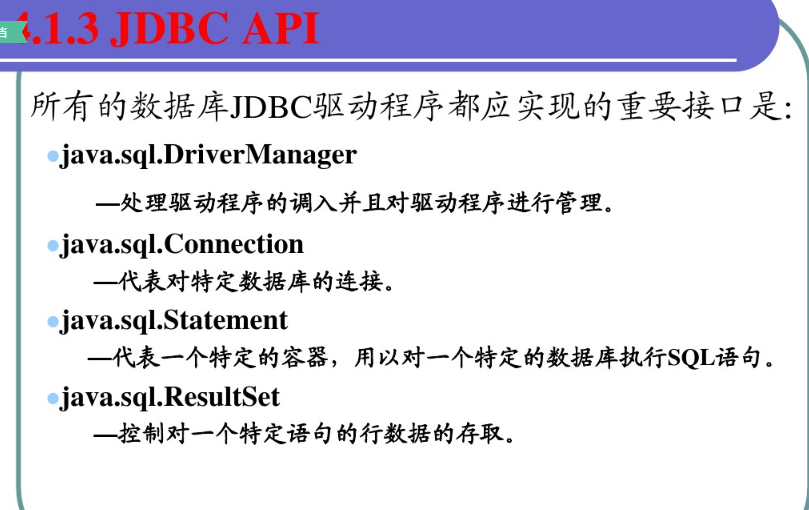 档
4.1.3 JDBC API
所有的数据库JDBC驱动程序都应实现的重要接口是:
java.sql.DriverManager
—处理驱动程序的调入并且对驱动程序进行管理。
java.sql.Connection
—代表对特定数据库的连接。
java.sql.Statement
—代表一个特定的容器，用以对一个特定的数据库执行SQL语句。
java.sql.ResultSet
—控制对一个特定语句的行数据的存取。